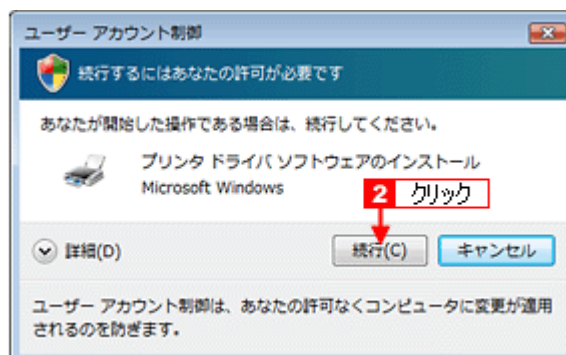 ユーザー アカウント制御
続行するにはあなたの許可が必要です
あなたが開始した操作である場合は、続行してください。
プリンタ ドライバ ソフトウェアのインストール
Microsoft Windows
2 クリック
詳細(D) 続行(C) キャンセル
ユーザー アカウント制御は、あなたの許可なくコンピュータに変更が適用
されるのを防ぎます。